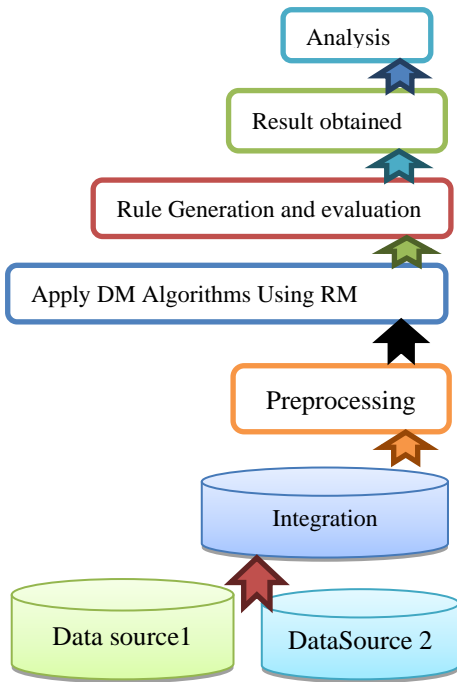 Analysis
Result obtained
Rule Generation and evaluation
Apply DM Algorithms Using RM
Preprocessing
Integration
Data source1
DataSource 2